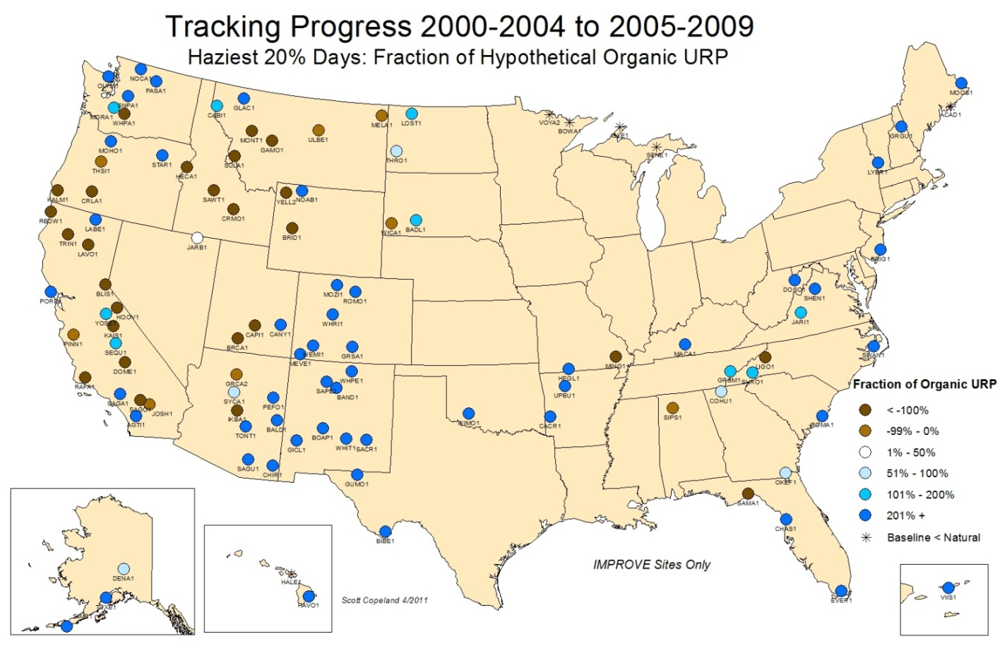 Tracking Progress 2000-2004 to 2005-2009
Haziest 20% Days: Fraction of Hypothetical Organic URP
NOCA1
PASA1
SNPA1
MORA1
WHPA1
MOHO1
THSI1
STAR1
HECA1
KALM1
CRLA1
REDW1
LABE1
TRIN1
LAVO1
BLIS1
HOOV1
YOSE1
KAIS1
PINN1
SEQU1
DOME1
RAFA1
SAGA1
SAGO1
JOSH1
AGTI1
CABI1
GLAC1
MONT1
GAMO1
ULBE1
MELA1
LOST1
SULA1
THRO1
SAWT1
CRMO1
YELL2
NOAB1
BRID1
WICA1
BADL1
JARB1
MOZI1
ROMO1
WHRI1
CAPI1
CANY1
BRCA1
WEMI1
MEVE1
GRSA1
GRCA2
SYCA1
IKBA1
TONT1
PEFO1
BALD1
SAGU1
CHIR1
WHPE1
SAPE1
BAND1
GICL1
BOAP1
WHIT1
SACR1
GUMO1
BIBE1
WIMO1
VOYA2
BOWA1
ISLE1
SENE1
MOOS1
ACAD1
GRGU1
LYBR1
BRIG1
DOSO1
SHEN1
JARI1
SWAN1
MACA1
MING1
HEGL1
UPBU1
CACR1
LIGO1
GRSM1
SHRO1
COHU1
SIPS1
ROMA1
OKEF1
SAMA1
CHAS1
EVER1
Fraction of Organic URP
< -100%
-99% - 0%
1% - 50%
51% - 100%
101% - 200%
201% +
Baseline < Natural
IMPROVE Sites Only
Scott Copeland 4/2011
DENA1
TUXE1
SIME1
HALE1
HAVO1
VIIS1